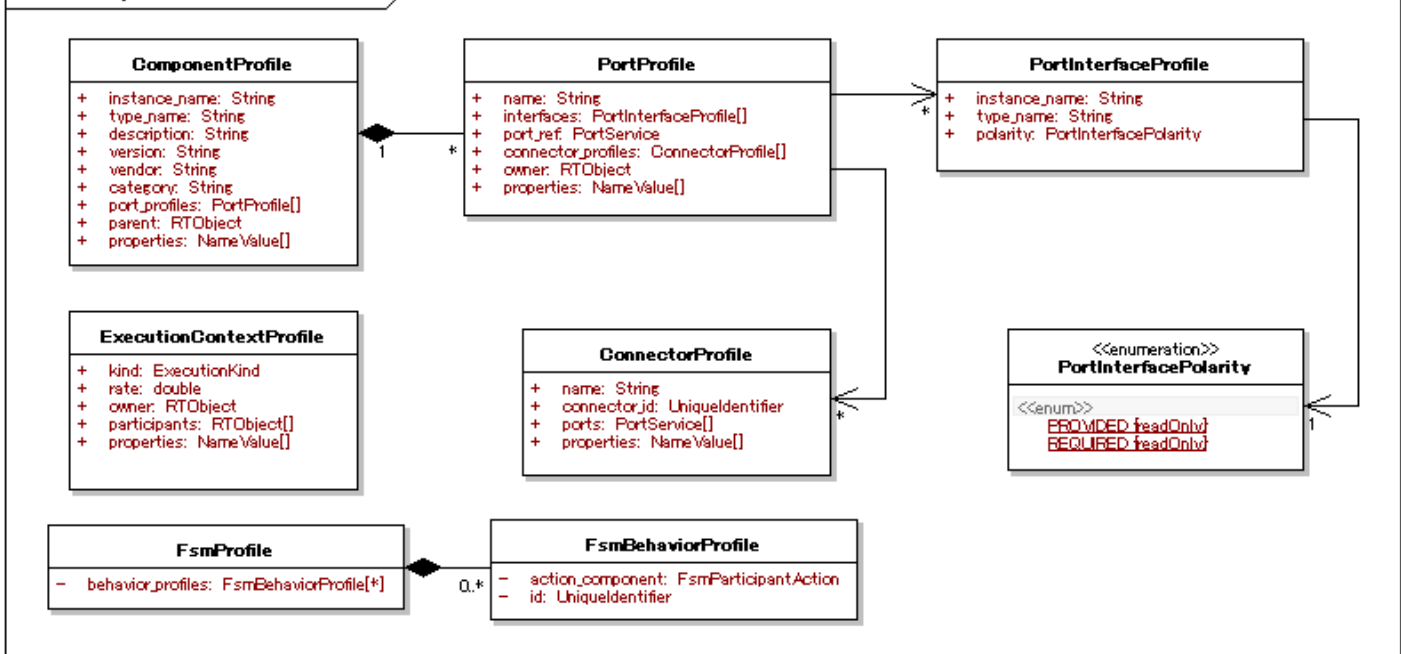 ComponentProfile
+ instance_name: String
+ type_name: String
+ description: String
+ version: String
+ vendor: String
+ category: String
+ port_profiles: PortProfile[]
+ parent: RTObject
+ properties: NameValue[]
1
*
PortProfile
+ name: String
+ interfaces: PortInterfaceProfile[]
+ port_ref: PortService
+ connector_profiles: ConnectorProfile[]
+ owner: RTObject
+ properties: NameValue[]
*
PortInterfaceProfile
+ instance_name: String
+ type_name: String
+ polarity: PortInterfacePolarity
ExecutionContextProfile
+ kind: ExecutionKind
+ rate: double
+ owner: RTObject
+ participants: RTObject[]
+ properties: NameValue[]
ConnectorProfile
+ name: String
+ connector_id: UniqueIdentifier
+ ports: PortService[]
+ properties: NameValue[]
*
<<enumeration>>
PortInterfacePolarity
<<enum>>
PROVIDED {readOnly}
REQUIRED {readOnly}
1
FsmProfile
- behavior_profiles: FsmBehaviorProfile[*]
0..*
FsmBehaviorProfile
- action_component: FsmParticipantAction
- id: UniqueIdentifier